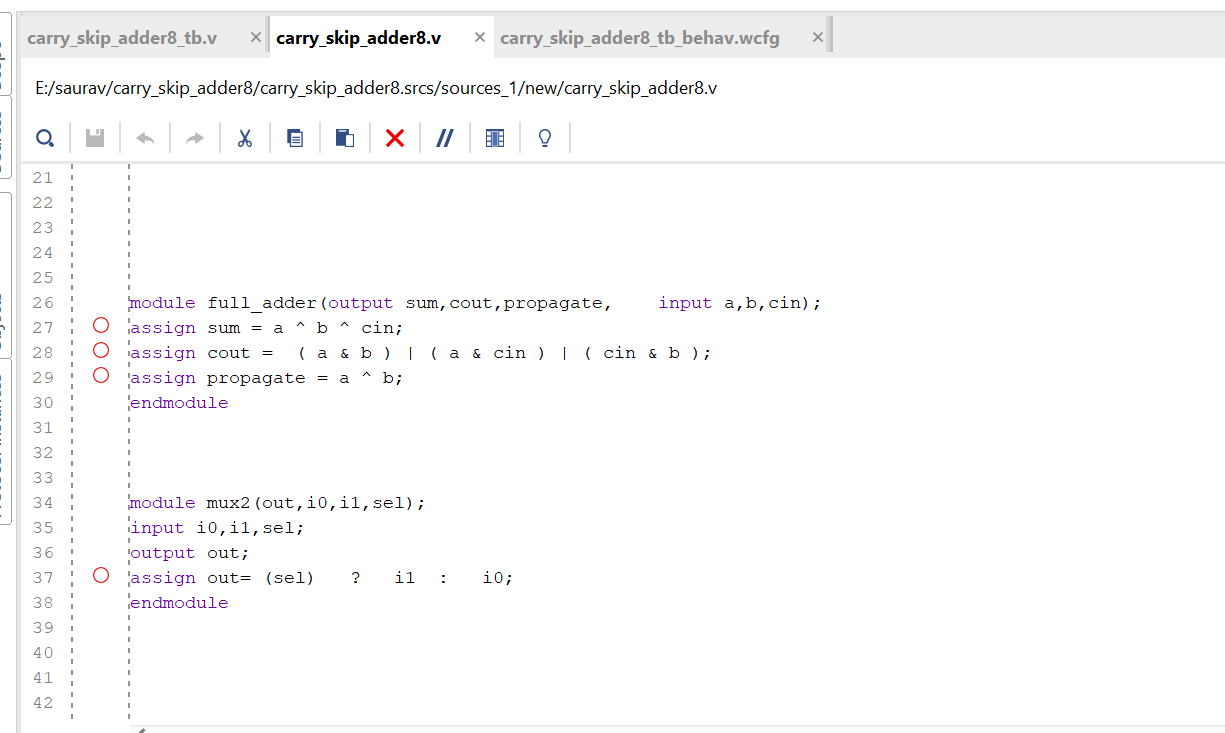 carry_skip_adder8_tb.v × carry_skip_adder8.v × carry_skip_adder8_tb_behav.wcfg ×
E:/saurav/carry_skip_adder8/carry_skip_adder8.srcs/sources_1/new/carry_skip_adder8.v
21
22
23
24
25
26 module full_adder(output sum,cout,propagate,    input a,b,cin);
27 assign sum = a ^ b ^ cin;
28 assign cout =  ( a & b ) | ( a & cin ) | ( cin & b );
29 assign propagate = a ^ b;
30 endmodule
31
32
33
34 module mux2(out,i0,i1,sel);
35 input i0,i1,sel;
36 output out;
37 assign out= (sel)   ?   i1  :   i0;
38 endmodule
39
40
41
42